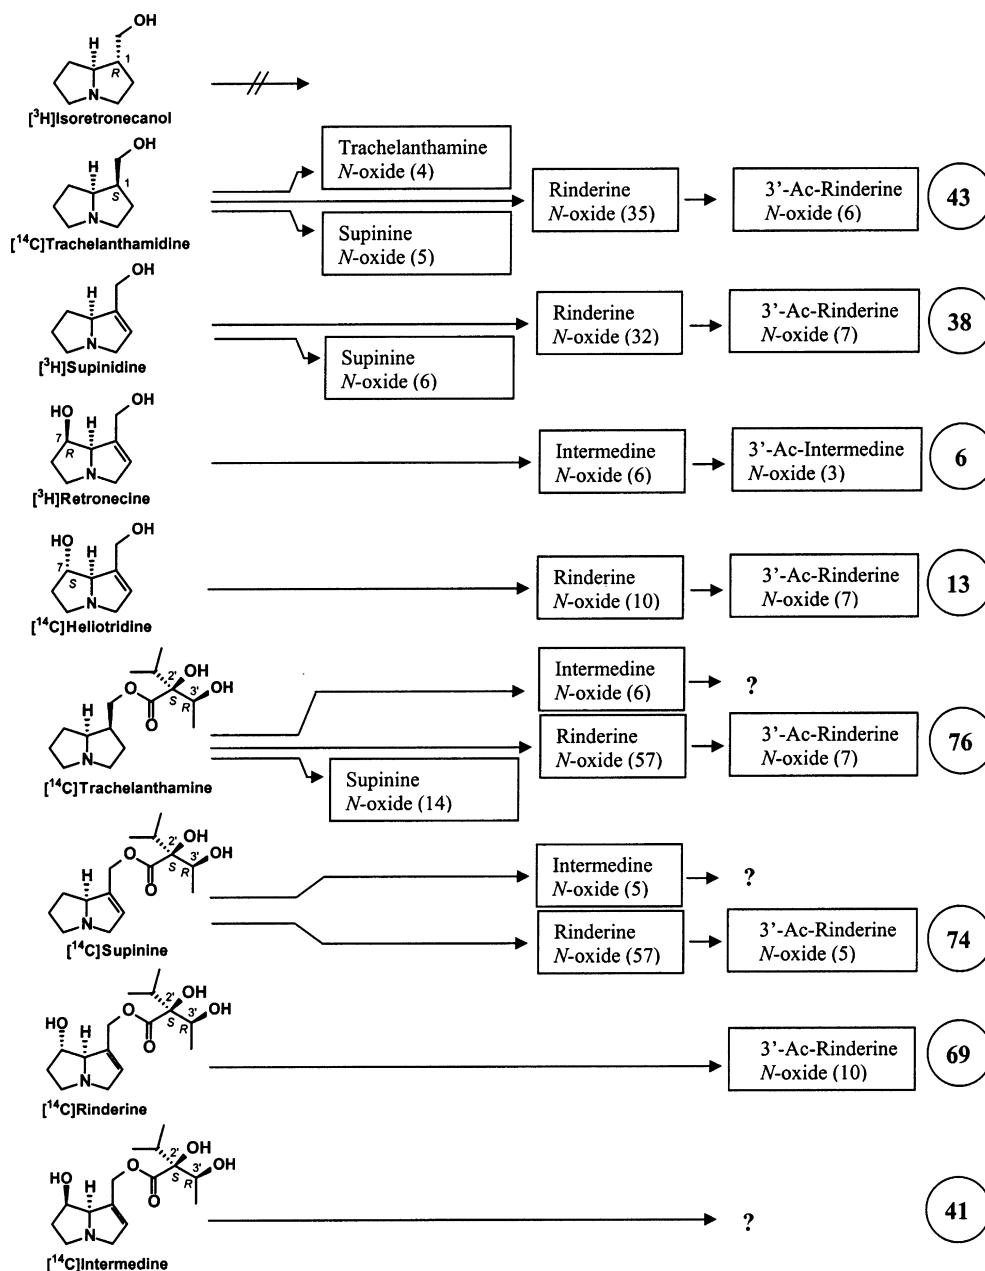 OH
H
1
R
N
[³H]Isoretronecanol
OH
H
1
S
N
[¹⁴C]Trachelanthamidine
Trachelanthamine
N-oxide (4)
Supinine
N-oxide (5)
Rinderine
N-oxide (35)
3'-Ac-Rinderine
N-oxide (6)
43
OH
H
N
[³H]Supinidine
Supinine
N-oxide (6)
Rinderine
N-oxide (32)
3'-Ac-Rinderine
N-oxide (7)
38
OH
HO
H
7
R
N
[³H]Retronecine
Intermedine
N-oxide (6)
3'-Ac-Intermedine
N-oxide (3)
6
OH
HO
H
7
S
N
[¹⁴C]Heliotridine
Rinderine
N-oxide (10)
3'-Ac-Rinderine
N-oxide (7)
13
2' OH
3' OH
O
S
R
H
O
N
[¹⁴C]Trachelanthamine
Intermedine
N-oxide (6)
?
Rinderine
N-oxide (57)
3'-Ac-Rinderine
N-oxide (7)
Supinine
N-oxide (14)
76
2' OH
3' OH
O
S
R
H
O
N
[¹⁴C]Supinine
Intermedine
N-oxide (5)
?
Rinderine
N-oxide (57)
3'-Ac-Rinderine
N-oxide (5)
74
2' OH
3' OH
O
S
R
HO
H
O
N
[¹⁴C]Rinderine
3'-Ac-Rinderine
N-oxide (10)
69
2' OH
3' OH
O
S
R
HO
H
O
N
[¹⁴C]Intermedine
?
41